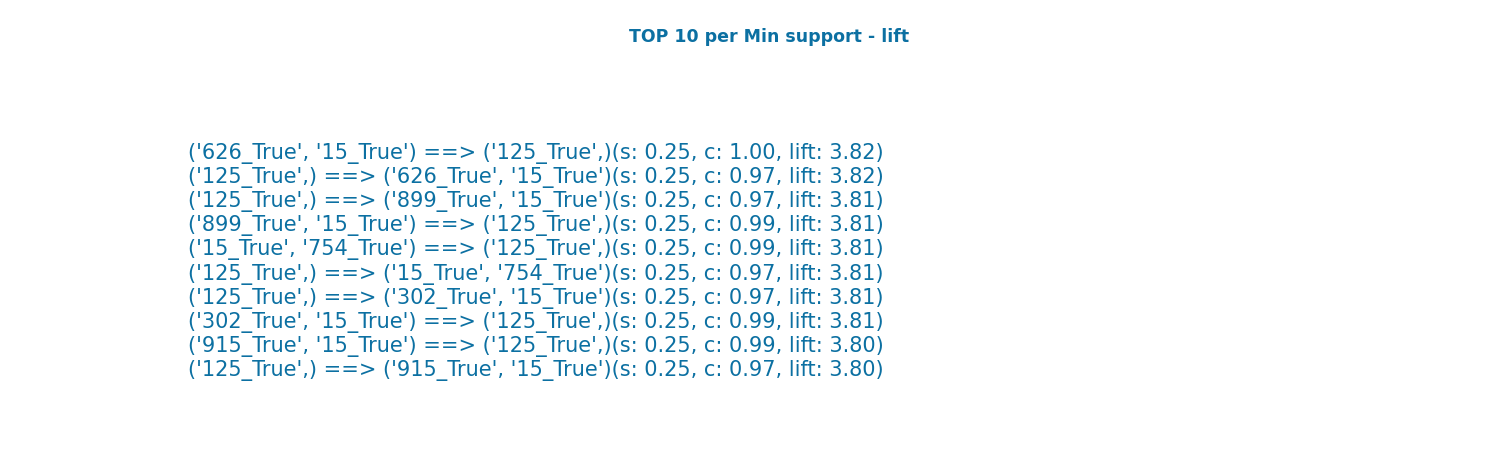 TOP 10 per Min support - lift
('626_True', '15_True') ==> ('125_True',)(s: 0.25, c: 1.00, lift: 3.82)
('125_True',) ==> ('626_True', '15_True')(s: 0.25, c: 0.97, lift: 3.82)
('125_True',) ==> ('899_True', '15_True')(s: 0.25, c: 0.97, lift: 3.81)
('899_True', '15_True') ==> ('125_True',)(s: 0.25, c: 0.99, lift: 3.81)
('15_True', '754_True') ==> ('125_True',)(s: 0.25, c: 0.99, lift: 3.81)
('125_True',) ==> ('15_True', '754_True')(s: 0.25, c: 0.97, lift: 3.81)
('125_True',) ==> ('302_True', '15_True')(s: 0.25, c: 0.97, lift: 3.81)
('302_True', '15_True') ==> ('125_True',)(s: 0.25, c: 0.99, lift: 3.81)
('915_True', '15_True') ==> ('125_True',)(s: 0.25, c: 0.99, lift: 3.80)
('125_True',) ==> ('915_True', '15_True')(s: 0.25, c: 0.97, lift: 3.80)